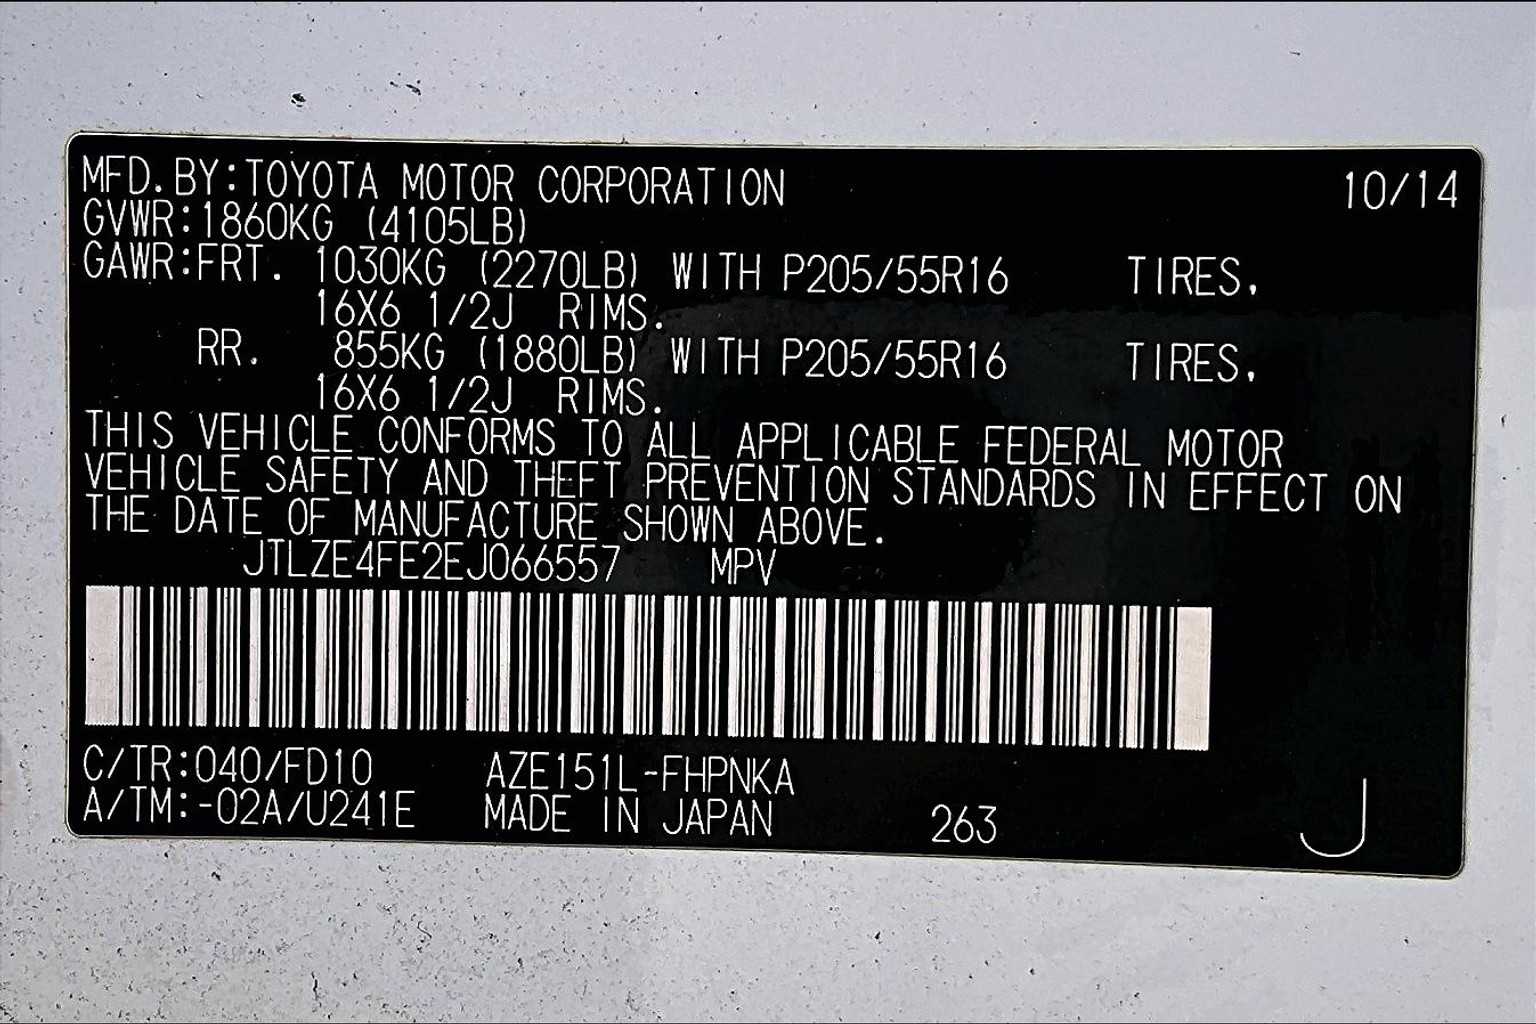 MFD.BY:TOYOTA MOTOR CORPORATION 10/14
GVWR:1860KG (4105LB)
GAWR:FRT. 1030KG (2270LB) WITH P205/55R16 TIRES,
16X6 1/2J RIMS.
RR. 855KG (1880LB) WITH P205/55R16 TIRES,
16X6 1/2J RIMS.
THIS VEHICLE CONFORMS TO ALL APPLICABLE FEDERAL MOTOR
VEHICLE SAFETY AND THEFT PREVENTION STANDARDS IN EFFECT ON
THE DATE OF MANUFACTURE SHOWN ABOVE.
JTLZE4FE2EJ066557 MPV
C/TR:040/FD10 AZE151L-FHPNKA
A/TM:-02A/U241E MADE IN JAPAN 263 J